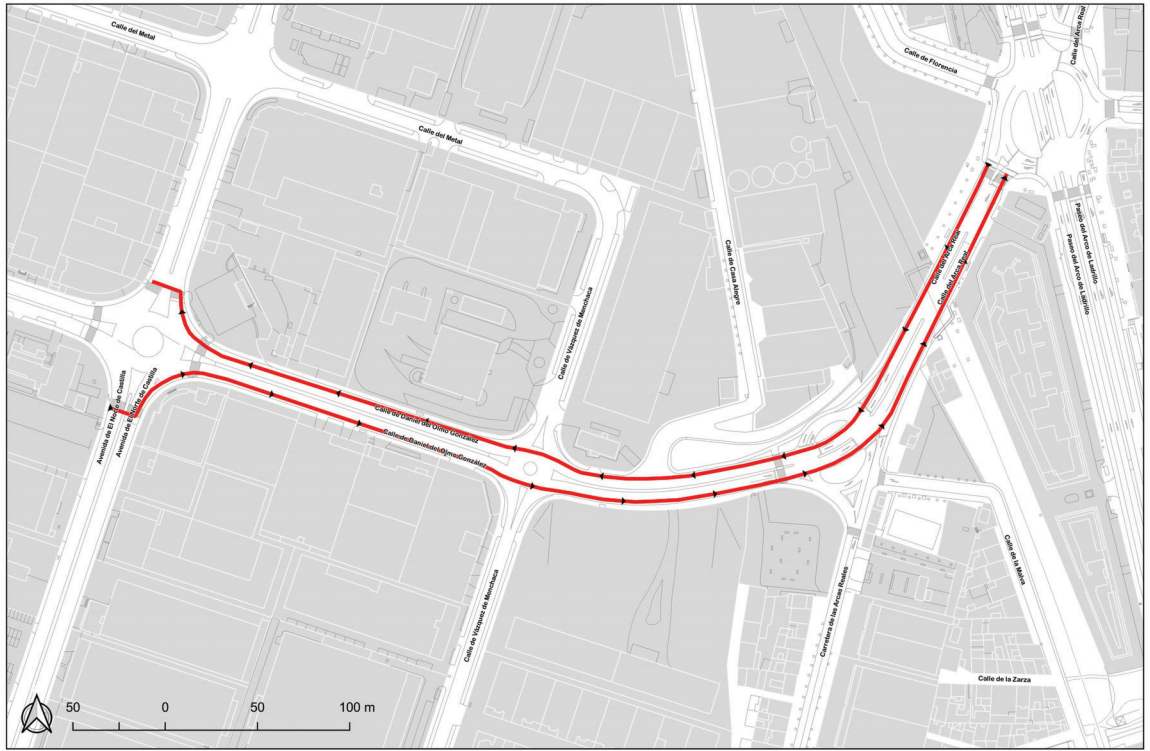 Calle del Metal
Calle del Arca Real
Calle de Florencia
Calle del Metal
Paseo del Arco de Ladrillo
Paseo del Arco de Ladrillo
Calle del Arca Real
Calle del Arca Real
Calle de Casa Alegre
Calle de Vázquez de Menchaca
Avenida de El Norte de Castilla
Avenida de El Norte de Castilla
Calle de Daniel del Olmo González
Calle de Daniel del Olmo González
Calle de la Malva
Calle de Vázquez de Menchaca
Carretera de las Arcas Reales
Calle de la Zarza
50 0 50 100 m